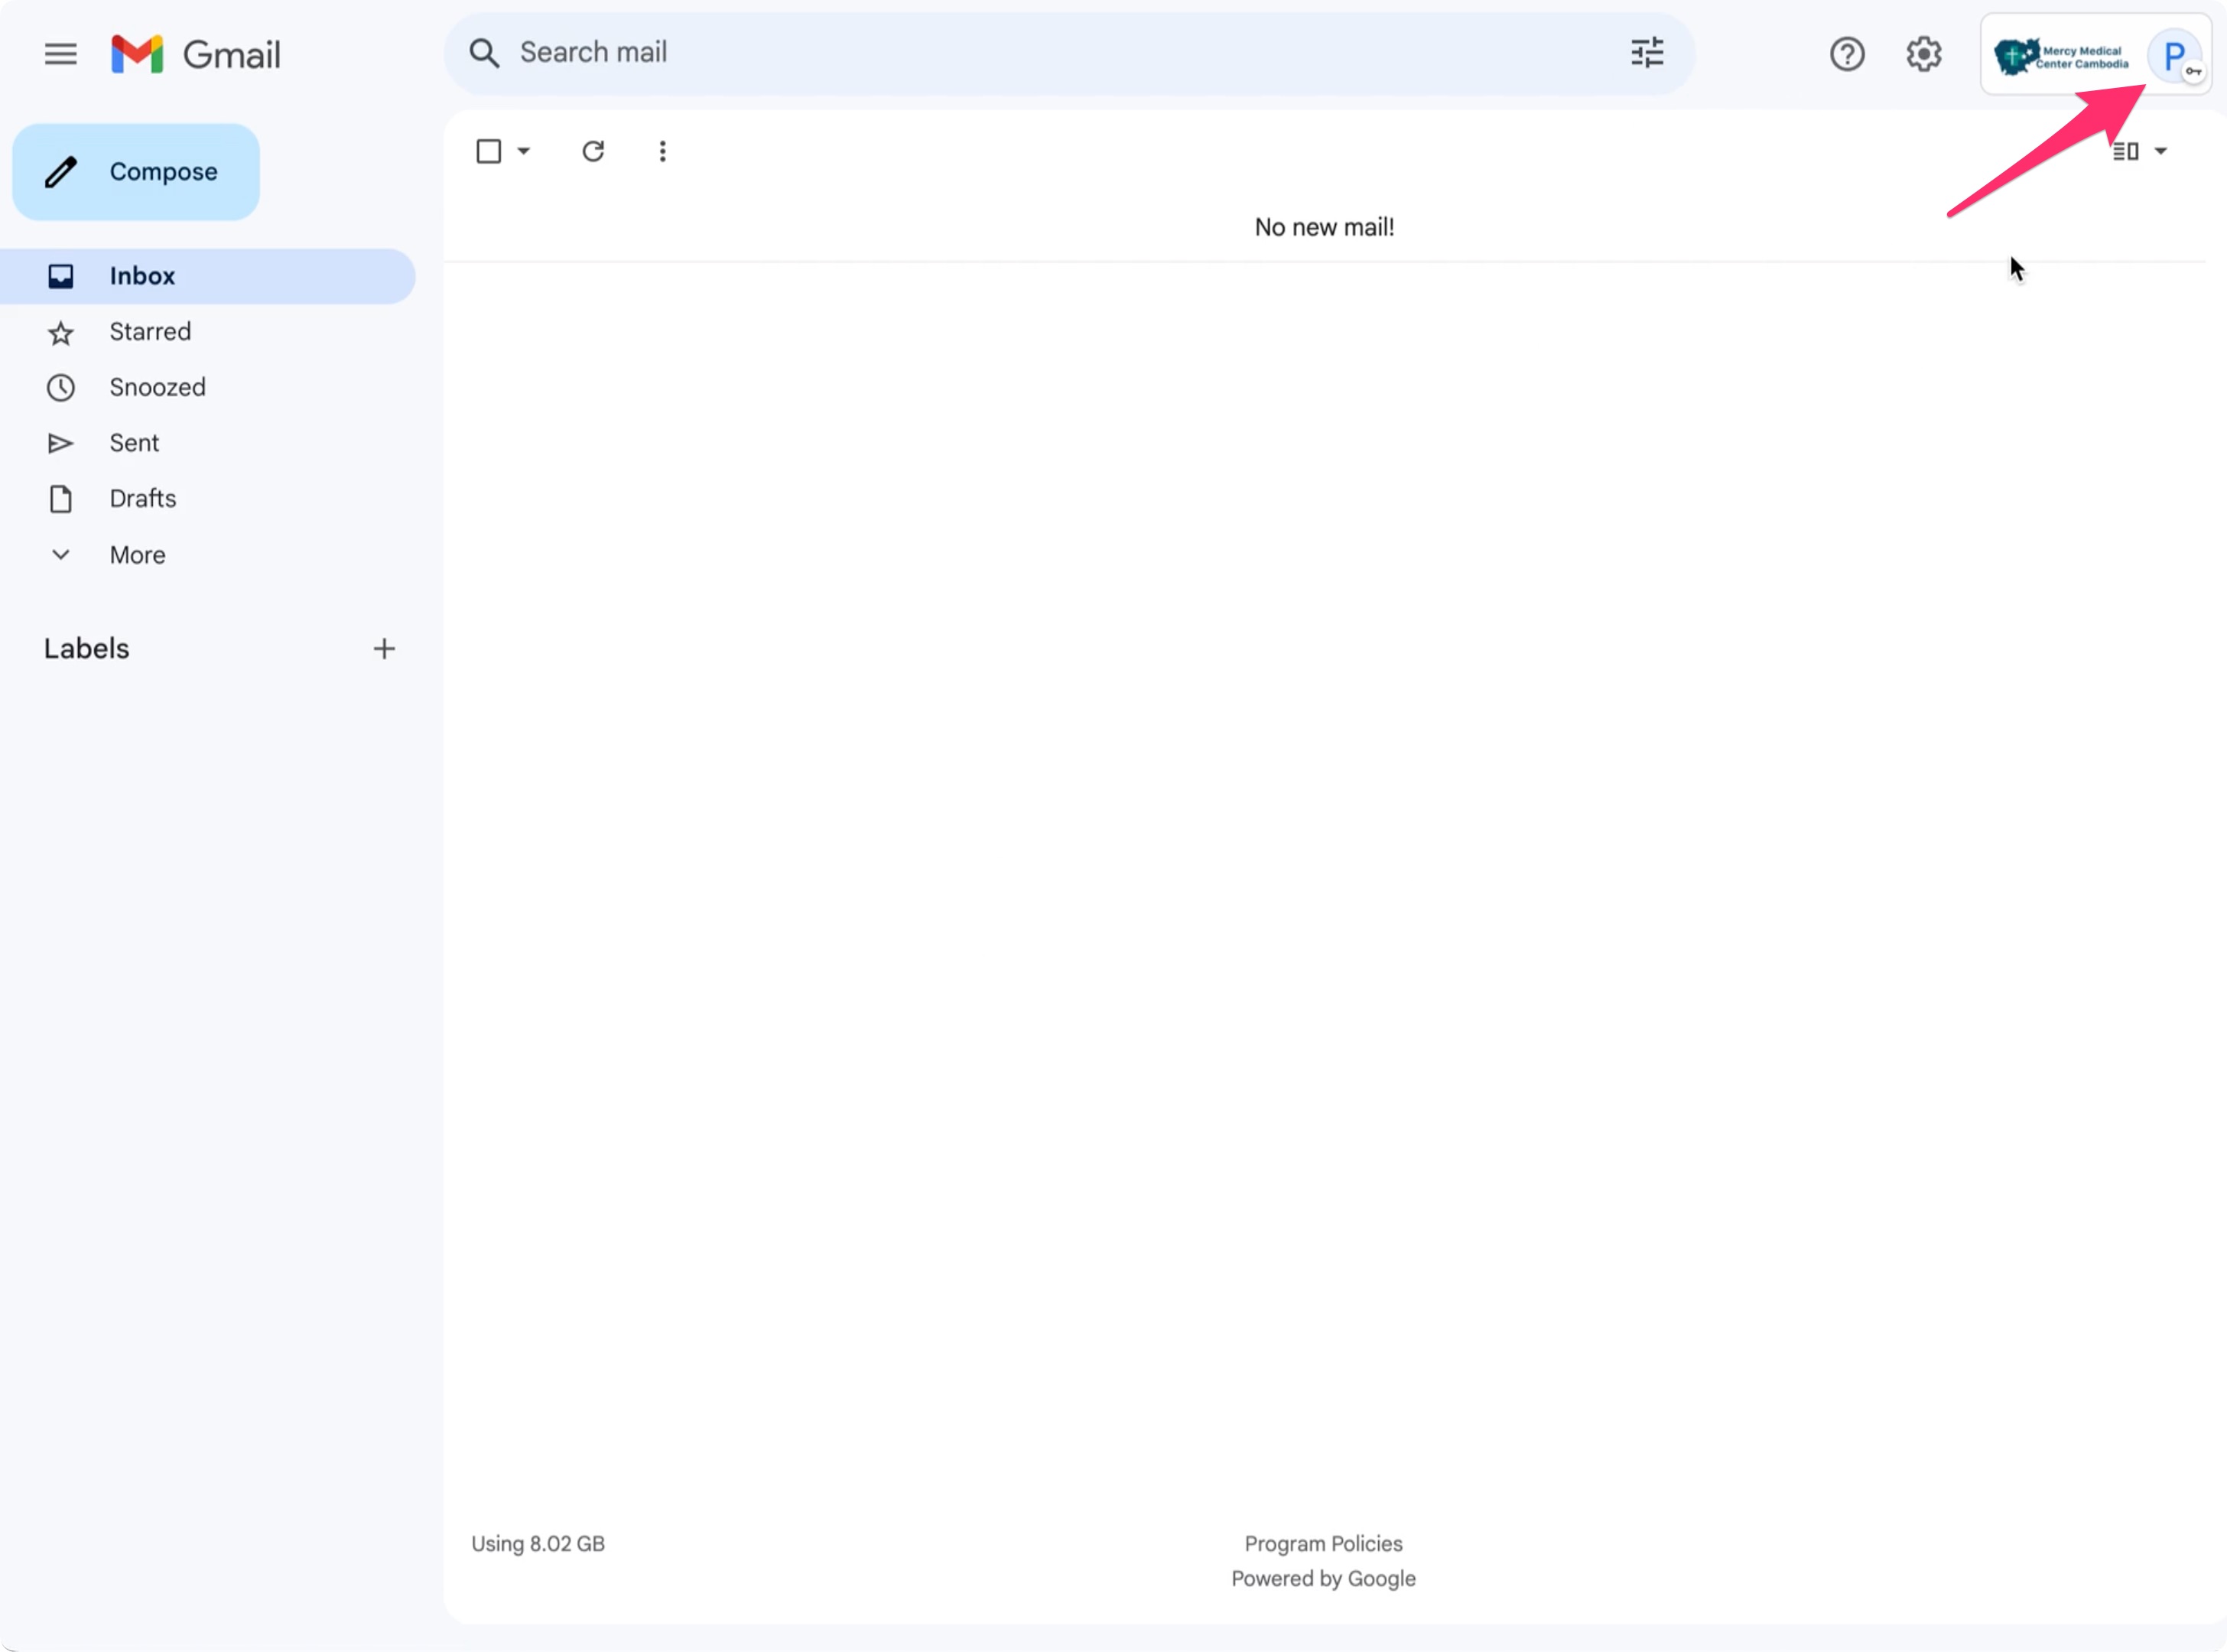 Gmail
Search mail
Mercy Medical
Center Cambodia
P
Compose
No new mail!
Inbox
Starred
Snoozed
Sent
Drafts
More
Labels
Using 8.02 GB
Program Policies
Powered by Google